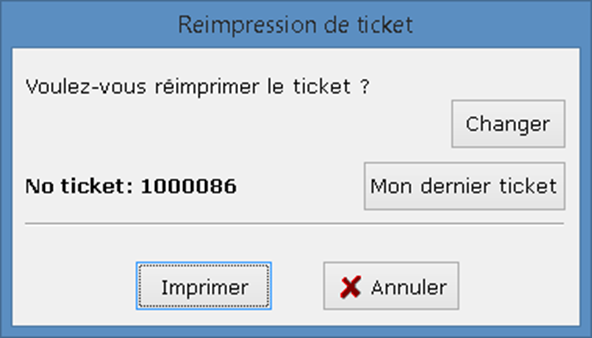 Reimpression de ticket
Voulez-vous réimprimer le ticket ?
Changer
No ticket: 1000086
Mon dernier ticket
Imprimer
Annuler